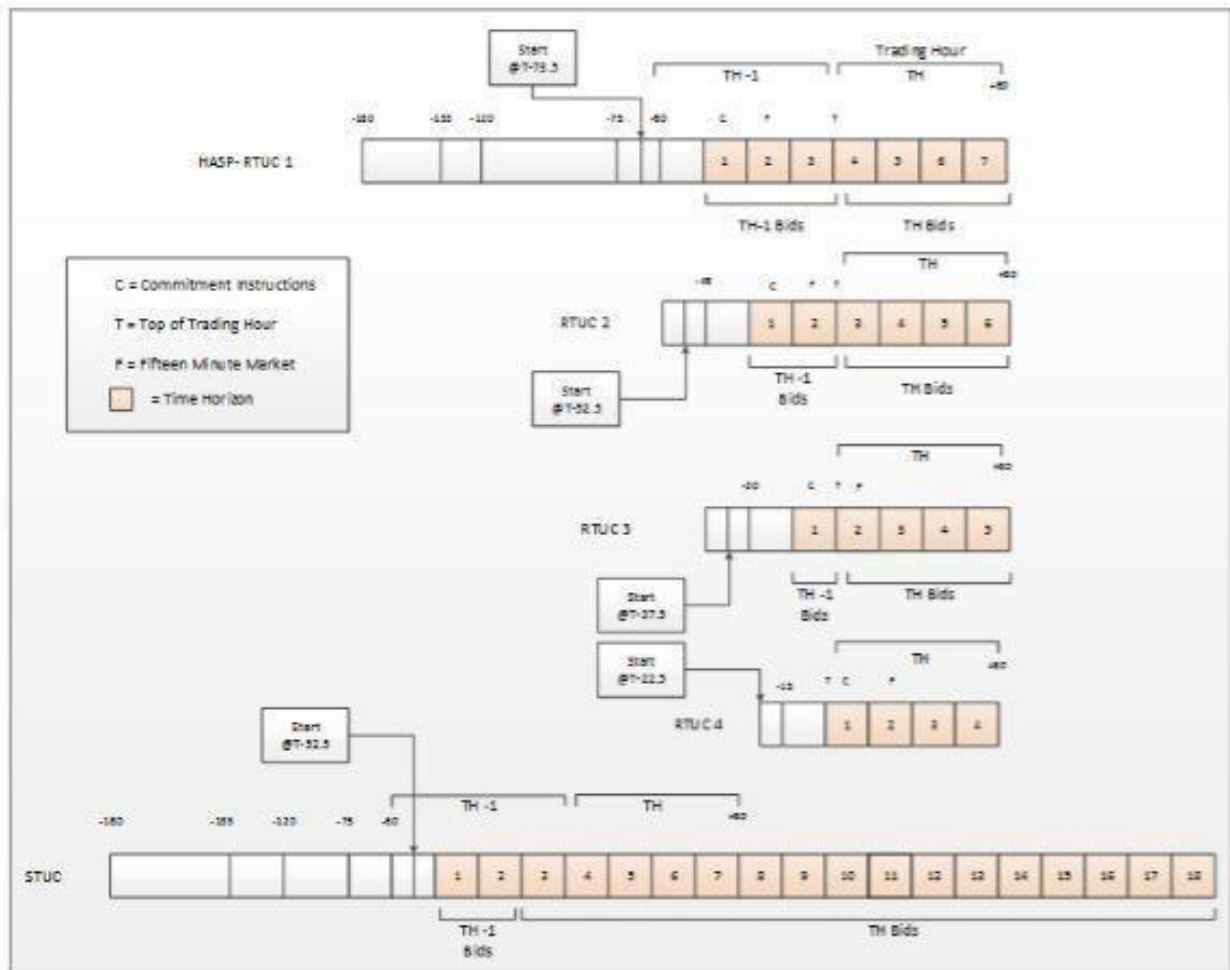 Start
Trading Hour
TH -1
TH
+60
-180
-135
-120
-75
-60
C
F
T
HASP- RTUC 1
1 2 3 4 5 6 7
TH-1 Bids
TH Bids
TH
+60
C = Commitment Instructions
T = Top of Trading Hour
F = Fifteen Minute Market
= Time Horizon
C
F
T
RTUC 2
1 2 3 4 5 6
TH -1
Bids
TH Bids
Start
@T-52.5
TH
+60
-30
C
T
F
RTUC 3
1 2 3 4 5
TH -1
Bids
TH Bids
Start
@T-37.5
Start
@T-22.5
TH
+60
-15
T
C
F
RTUC 4
1 2 3 4
Start
@T-52.5
TH -1
TH
+60
-180
-135
-120
-75
-60
STUC
1 2 3 4 5 6 7 8 9 10 11 12 13 14 15 16 17 18
TH -1
Bids
TH Bids